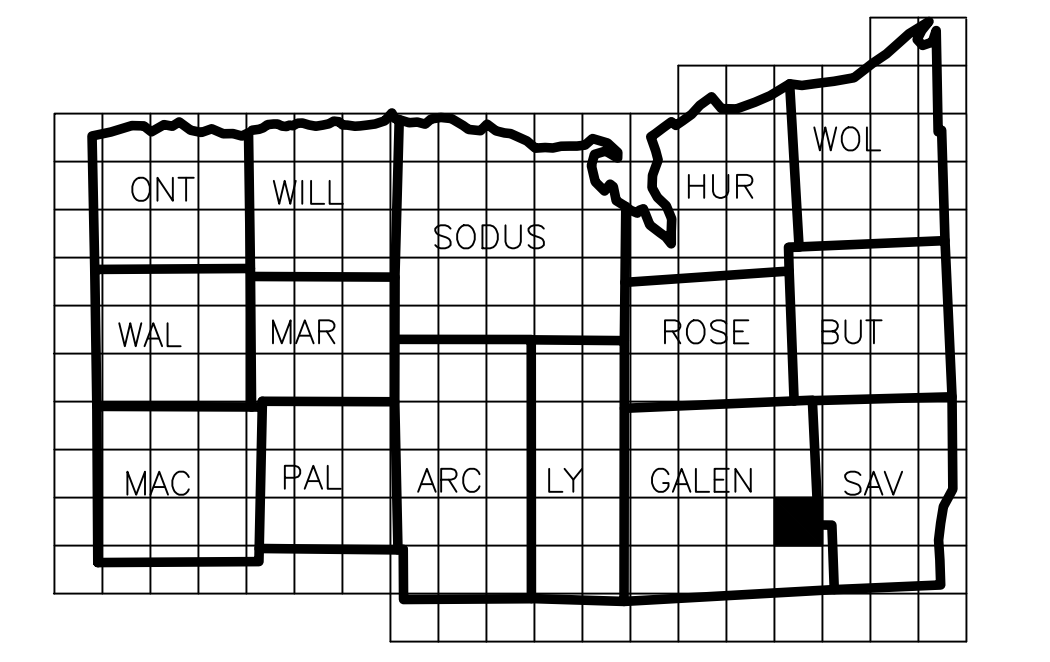 WOL
ONT
WILL
HUR
SODUS
WAL
MAR
ROSE
BUT
MAC
PAL
ARC
LY
GALEN
SAV